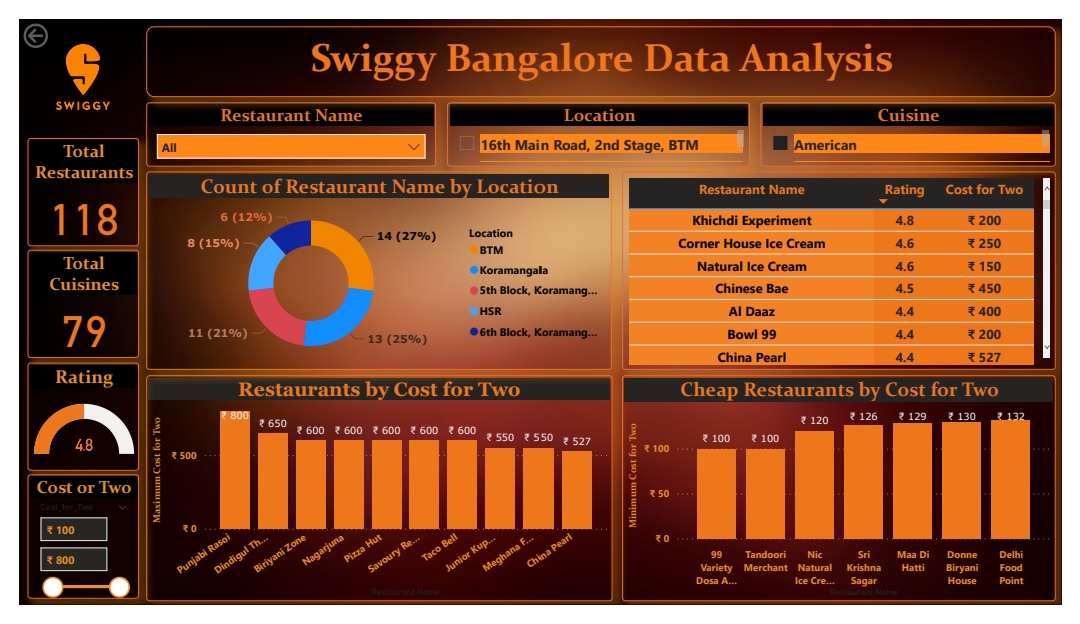 Swiggy Bangalore Data Analysis
SWIGGY
Restaurant Name
All
Location
16th Main Road, 2nd Stage, BTM
Cuisine
American
Total
Restaurants
118
Total
Cuisines
79
Rating
4.8
Cost or Two
Cost_for_Two
₹ 100
₹ 800
Count of Restaurant Name by Location
6 (12%)
14 (27%)
8 (15%)
11 (21%)
13 (25%)
Location
BTM
Koramangala
5th Block, Koramang...
HSR
6th Block, Koramang...
Restaurant Name Rating Cost for Two
Khichdi Experiment 4.8 ₹ 200
Corner House Ice Cream 4.6 ₹ 250
Natural Ice Cream 4.6 ₹ 150
Chinese Bae 4.5 ₹ 450
Al Daaz 4.4 ₹ 400
Bowl 99 4.4 ₹ 200
China Pearl 4.4 ₹ 527
Restaurants by Cost for Two
Maximum Cost for Two
₹ 500
₹ 0
₹ 800
₹ 650
₹ 600
₹ 600
₹ 600
₹ 600
₹ 600
₹ 550
₹ 550
₹ 527
Punjabi Rasoi
Dindigul Th...
Biriyani Zone
Nagarjuna
Pizza Hut
Savoury Re...
Taco Bell
Junior Kup...
Meghana F...
China Pearl
Restaurant Name
Cheap Restaurants by Cost for Two
Minimum Cost for Two
₹ 100
₹ 50
₹ 0
₹ 100
₹ 100
₹ 120
₹ 126
₹ 129
₹ 130
₹ 132
99
Variety
Dosa A...
Tandoori
Merchant
Nic
Natural
Ice Cre...
Sri
Krishna
Sagar
Maa Di
Hatti
Donne
Biryani
House
Delhi
Food
Point
Restaurant Name